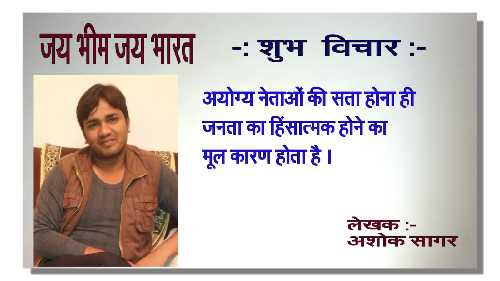 जय भीम जय भारत
-: शुभ विचार :-
अयोग्य नेताओं की सता होना ही
जनता का हिंसात्मक होने का
मूल कारण होता है ।
लेखक :-
अशोक सागर